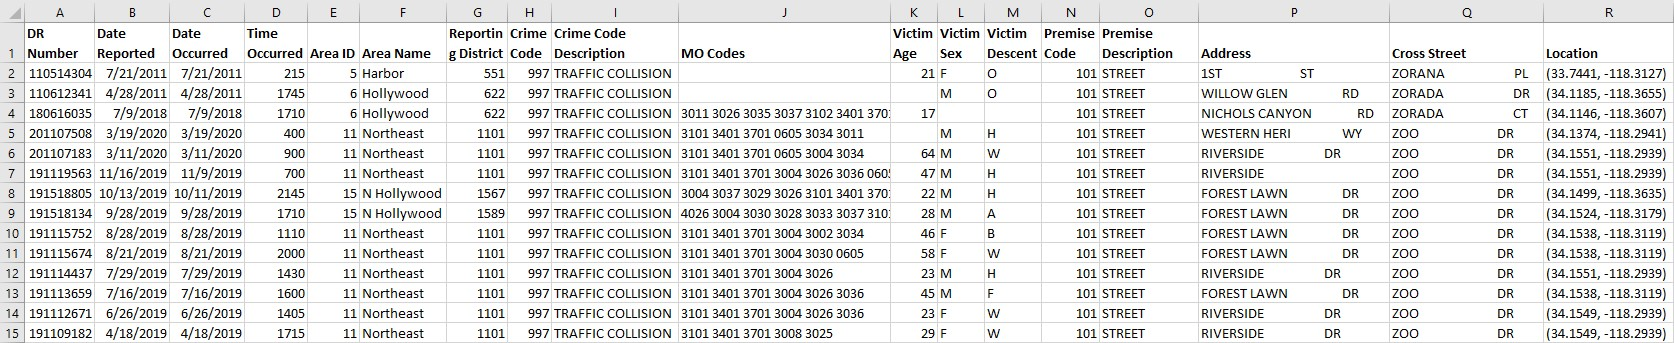 A B C D E F G H I J K L M N O P Q R
DR Date Date Time Reportin Crime Crime Code Victim Victim Victim Premise Premise
1 Number Reported Occurred Occurred Area ID Area Name g District Code Description MO Codes Age Sex Descent Code Description Address Cross Street Location
2 110514304 7/21/2011 7/21/2011 215 5 Harbor 551 997 TRAFFIC COLLISION 21 F O 101 STREET 1ST ST ZORANA PL (33.7441, -118.3127)
3 110612341 4/28/2011 4/28/2011 1745 6 Hollywood 622 997 TRAFFIC COLLISION M O 101 STREET WILLOW GLEN RD ZORADA DR (34.1185, -118.3655)
4 180616035 7/9/2018 7/9/2018 1710 6 Hollywood 622 997 TRAFFIC COLLISION 3011 3026 3035 3037 3102 3401 370 17 101 STREET NICHOLS CANYON RD ZORADA CT (34.1146, -118.3607)
5 201107508 3/19/2020 3/19/2020 400 11 Northeast 1101 997 TRAFFIC COLLISION 3101 3401 3701 0605 3034 3011 M H 101 STREET WESTERN HERI WY ZOO DR (34.1374, -118.2941)
6 201107183 3/11/2020 3/11/2020 900 11 Northeast 1101 997 TRAFFIC COLLISION 3101 3401 3701 0605 3004 3034 64 M W 101 STREET RIVERSIDE DR ZOO DR (34.1551, -118.2939)
7 191119563 11/16/2019 11/9/2019 700 11 Northeast 1101 997 TRAFFIC COLLISION 3101 3401 3701 3004 3026 3036 060 47 M H 101 STREET RIVERSIDE ZOO DR (34.1551, -118.2939)
8 191518805 10/13/2019 10/11/2019 2145 15 N Hollywood 1567 997 TRAFFIC COLLISION 3004 3037 3029 3026 3101 3401 370 22 M H 101 STREET FOREST LAWN DR ZOO DR (34.1499, -118.3635)
9 191518134 9/28/2019 9/28/2019 1710 15 N Hollywood 1589 997 TRAFFIC COLLISION 4026 3004 3030 3028 3033 3037 310 28 M A 101 STREET FOREST LAWN DR ZOO DR (34.1524, -118.3179)
10 191115752 8/28/2019 8/28/2019 1110 11 Northeast 1101 997 TRAFFIC COLLISION 3101 3401 3701 3004 3002 3034 46 F B 101 STREET FOREST LAWN DR ZOO DR (34.1538, -118.3119)
11 191115674 8/21/2019 8/21/2019 2000 11 Northeast 1101 997 TRAFFIC COLLISION 3101 3401 3701 3004 3030 0605 58 F W 101 STREET FOREST LAWN DR ZOO DR (34.1538, -118.3119)
12 191114437 7/29/2019 7/29/2019 1430 11 Northeast 1101 997 TRAFFIC COLLISION 3101 3401 3701 3004 3026 23 M H 101 STREET RIVERSIDE DR ZOO DR (34.1551, -118.2939)
13 191113659 7/16/2019 7/16/2019 1600 11 Northeast 1101 997 TRAFFIC COLLISION 3101 3401 3701 3004 3026 3036 45 M F 101 STREET FOREST LAWN DR ZOO DR (34.1538, -118.3119)
14 191112671 6/26/2019 6/26/2019 1405 11 Northeast 1101 997 TRAFFIC COLLISION 3101 3401 3701 3004 3026 3036 23 F W 101 STREET RIVERSIDE DR ZOO DR (34.1549, -118.2939)
15 191109182 4/18/2019 4/18/2019 1715 11 Northeast 1101 997 TRAFFIC COLLISION 3101 3401 3701 3008 3025 29 F W 101 STREET RIVERSIDE DR ZOO DR (34.1549, -118.2939)